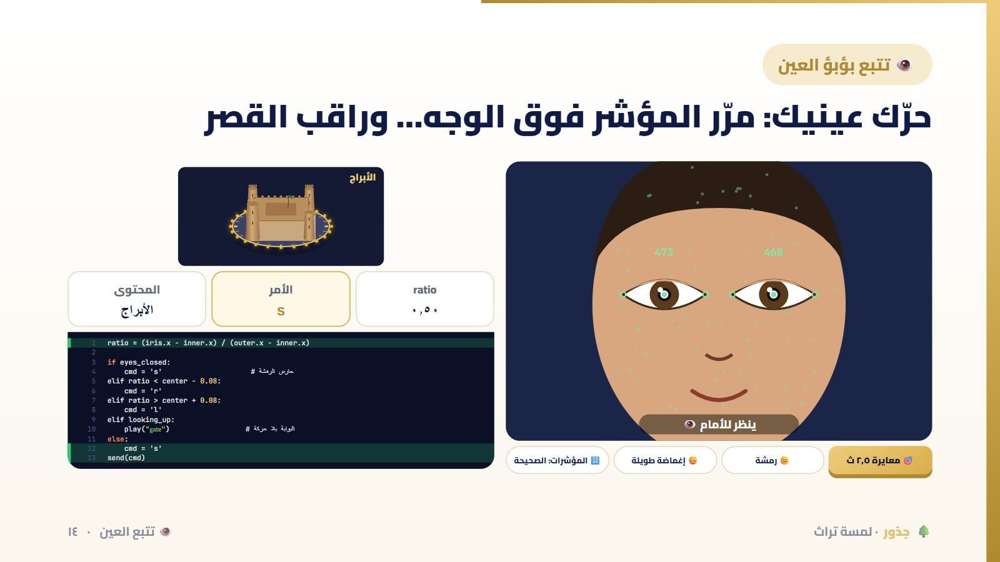 👁️ تتبع بؤبؤ العين
حرّك عينيك: مرّر المؤشر فوق الوجه... وراقب القصر
473 468
ينظر للأمام 👁️
🎯 معايرة ٢,٥ ث
😄 رمشة
😌 إغماضة طويلة
🔢 المؤشرات: الصحيحة
الأبراج
ratio
٠,٥٠
الأمر
s
المحتوى
الأبراج
1 ratio = (iris.x - inner.x) / (outer.x - inner.x)
2
3 if eyes_closed:
4 cmd = 's' # حارس الرمشة
5 elif ratio < center - 0.08:
6 cmd = 'r'
7 elif ratio > center + 0.08:
8 cmd = 'l'
9 elif looking_up:
10 play("gate") # البوابة بلا حركة
11 else:
12 cmd = 's'
13 send(cmd)
🌳 جذور · لمسة تراث
👁️ تتبع العين · ١٤